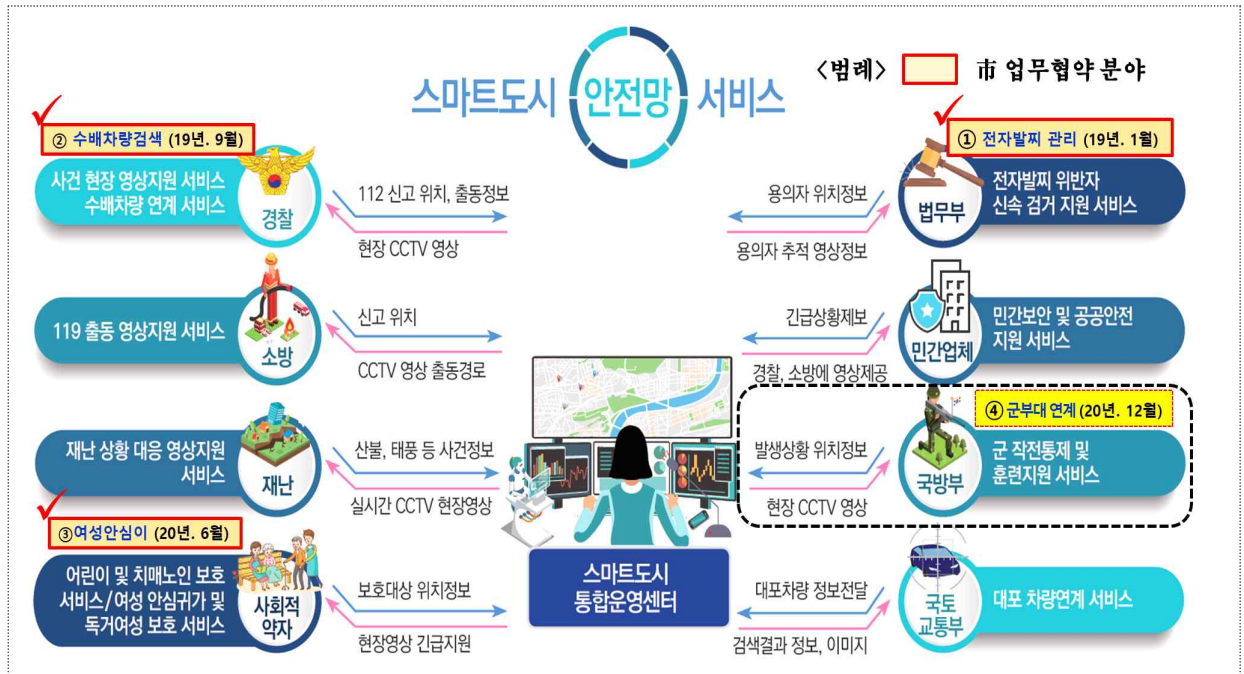 스마트도시 안전망 서비스
<범례> 市 업무협약 분야
② 수배차량검색 (19년. 9월)
사건 현장 영상지원 서비스
수배차량 연계 서비스
경찰
112 신고 위치, 출동정보
현장 CCTV 영상
① 전자발찌 관리 (19년. 1월)
용의자 위치정보
용의자 추적 영상정보
법무부
전자발찌 위반자
신속 검거 지원 서비스
119 출동 영상지원 서비스
소방
신고 위치
CCTV 영상 출동경로
긴급상황제보
경찰, 소방에 영상제공
민간업체
민간보안 및 공공안전
지원 서비스
재난 상황 대응 영상지원
서비스
재난
산불, 태풍 등 사건정보
실시간 CCTV 현장영상
④ 군부대 연계 (20년. 12월)
발생상황 위치정보
현장 CCTV 영상
국방부
군 작전통제 및
훈련지원 서비스
③여성안심이 (20년. 6월)
어린이 및 치매노인 보호
서비스/여성 안심귀가 및
독거여성 보호 서비스
사회적
약자
보호대상 위치정보
현장영상 긴급지원
스마트도시
통합운영센터
대포차량 정보전달
검색결과 정보, 이미지
국토
교통부
대포 차량연계 서비스